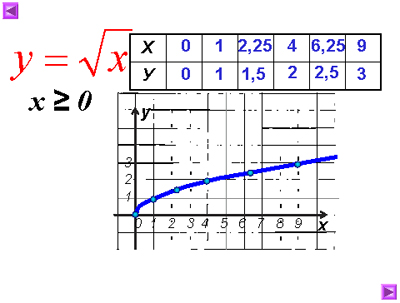 y = √x
x ≥ 0
X 0 1 2,25 4 6,25 9
У 0 1 1,5 2 2,5 3
y
3
2
1
0 1 2 3 4 5 6 7 8 9 x